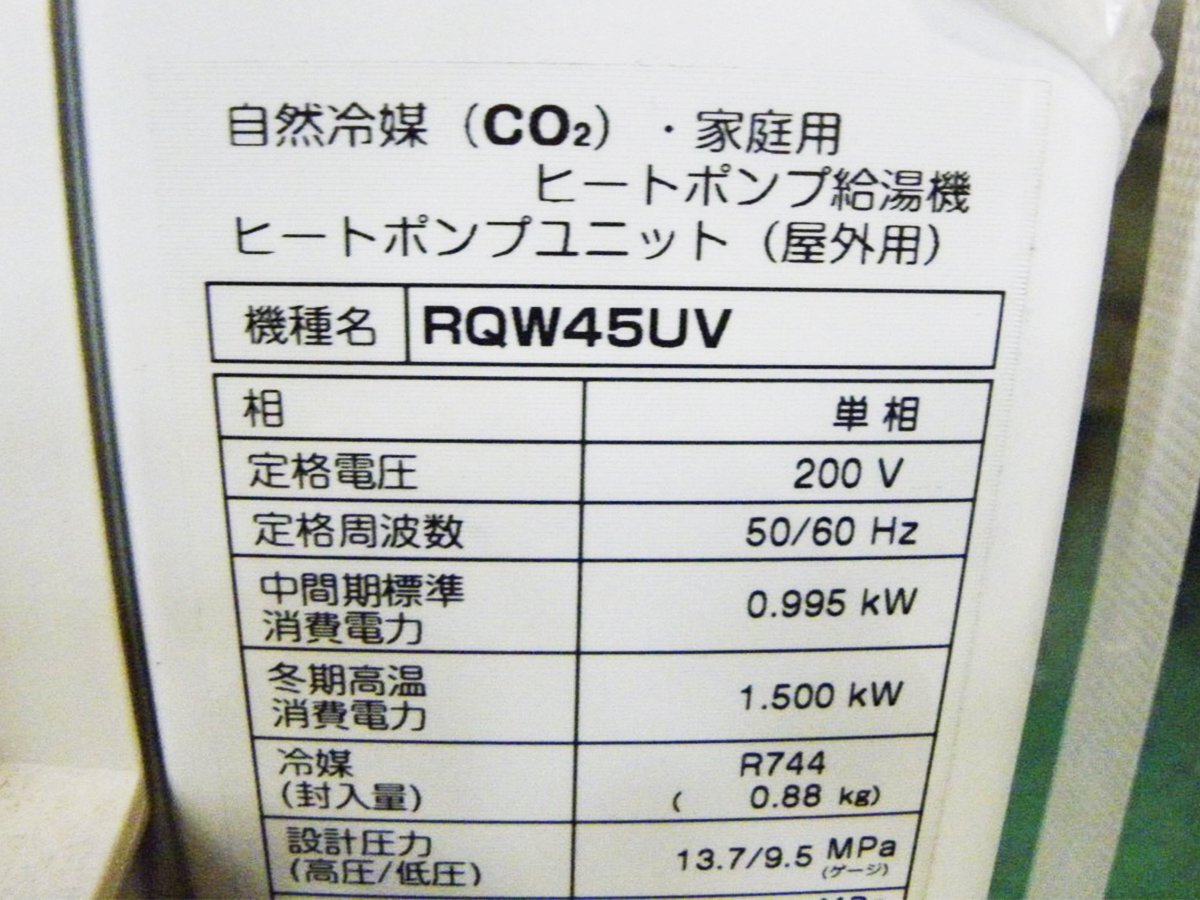 自然冷媒（CO₂）・家庭用
ヒートポンプ給湯機
ヒートポンプユニット（屋外用）
機種名 RQW45UV
相 単相
定格電圧 200 V
定格周波数 50/60 Hz
中間期標準
消費電力 0.995 kW
冬期高温
消費電力 1.500 kW
冷媒 R744
(封入量) ( 0.88 kg)
設計圧力
(高圧/低圧) 13.7/9.5 MPa
(ゲージ)